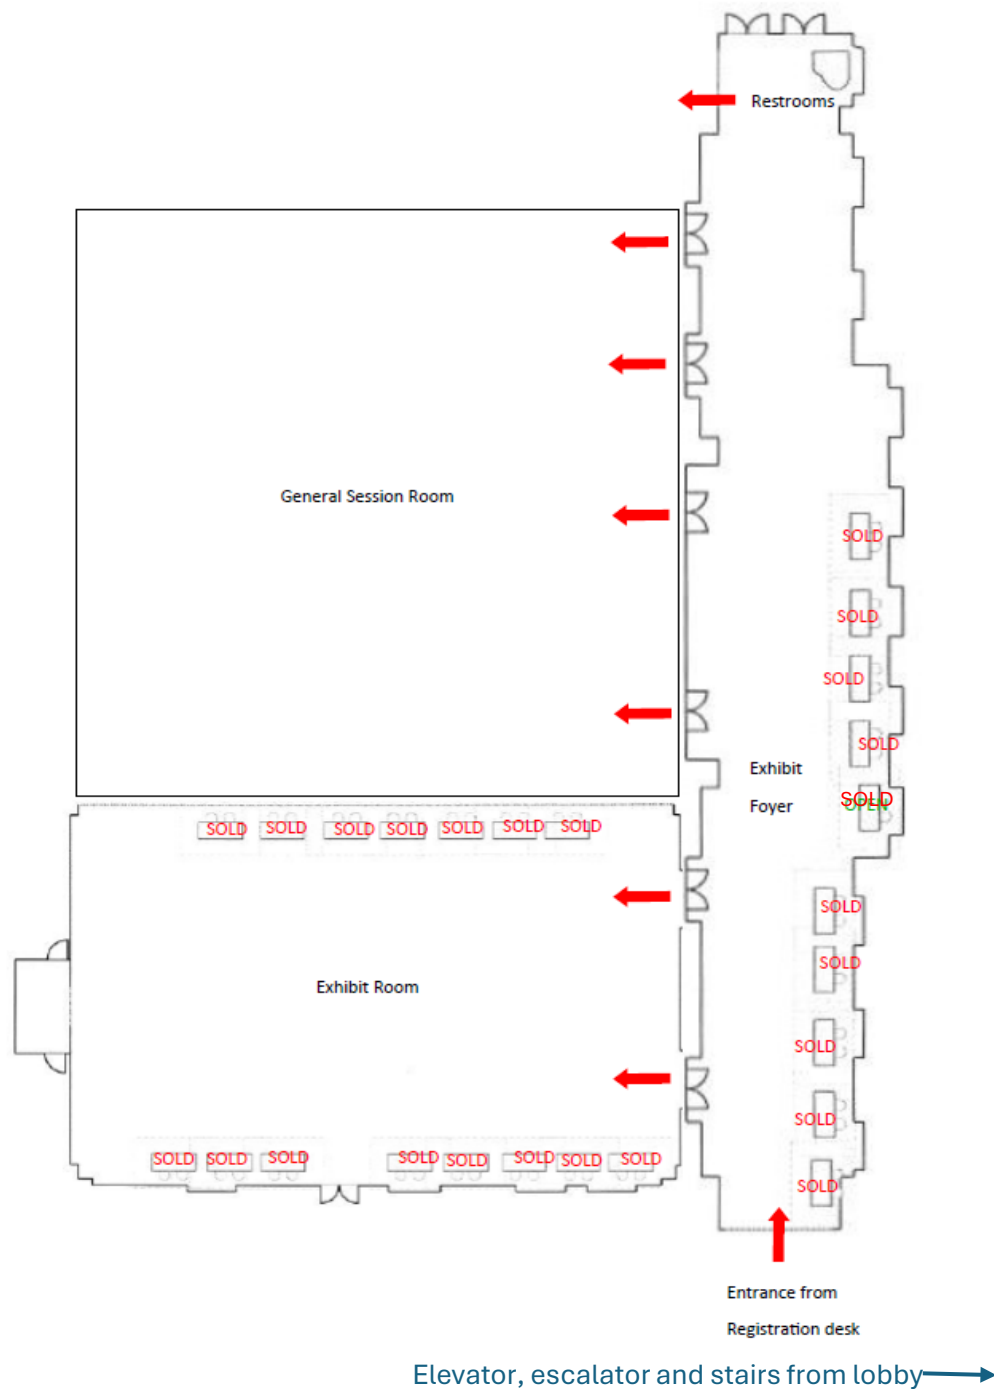 Restrooms
General Session Room
SOLD
SOLD
SOLD
SOLD
Exhibit
Foyer
SOLD
OPEN
SOLD SOLD SOLD SOLD SOLD SOLD SOLD
SOLD
SOLD
Exhibit Room
SOLD
SOLD
SOLD SOLD SOLD SOLD SOLD SOLD SOLD SOLD
SOLD
Entrance from
Registration desk
Elevator, escalator and stairs from lobby